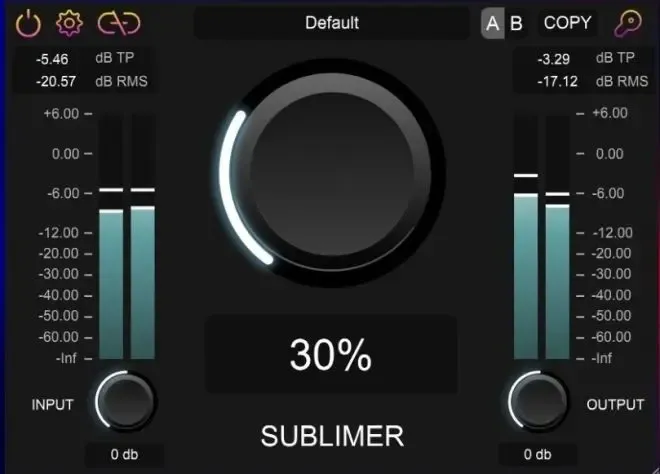 Default
A B COPY
-5.46 dB TP
-20.57 dB RMS
-3.29 dB TP
-17.12 dB RMS
+6.00
0.00
-6.00
-12.00
-20.00
-30.00
-40.00
-50.00
-60.00
-Inf
+6.00
0.00
-6.00
-12.00
-20.00
-30.00
-40.00
-50.00
-60.00
-Inf
30%
INPUT
0 db
SUBLIMER
OUTPUT
0 db